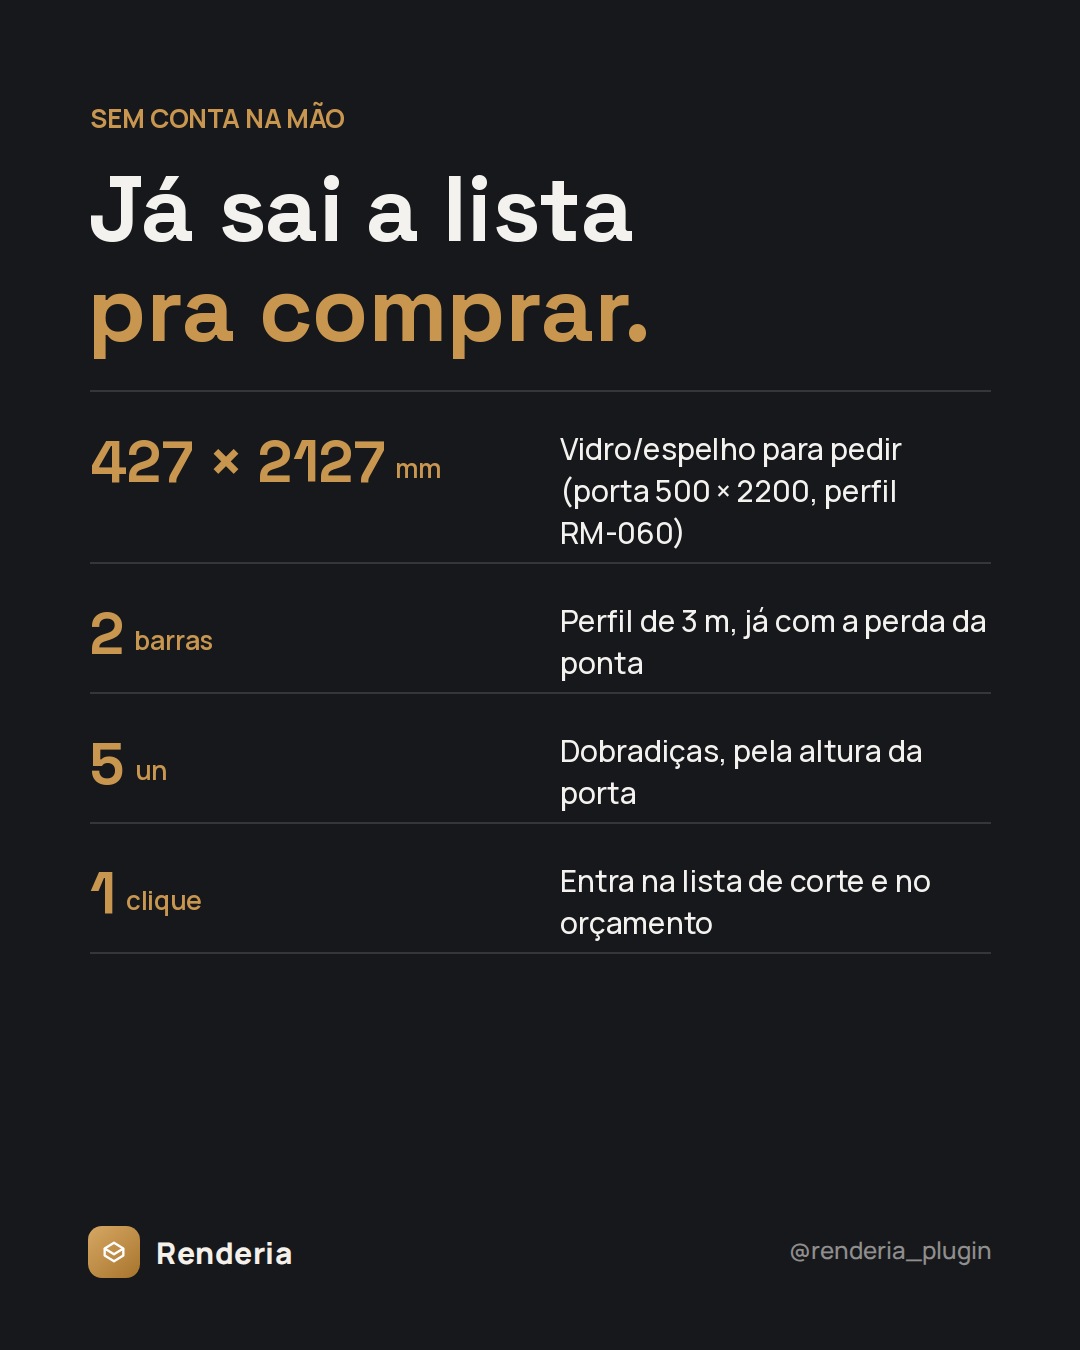 SEM CONTA NA MÃO
Já sai a lista
pra comprar.
427 × 2127 mm
Vidro/espelho para pedir
(porta 500 × 2200, perfil
RM-060)
2 barras
Perfil de 3 m, já com a perda da
ponta
5 un
Dobradiças, pela altura da
porta
1 clique
Entra na lista de corte e no
orçamento
Renderia
@renderia_plugin